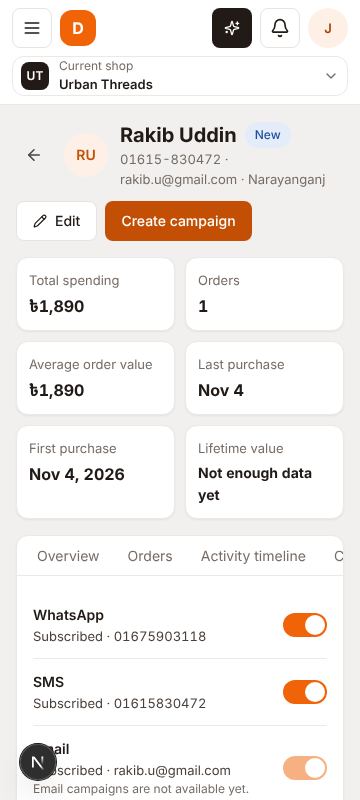 D
J
UT
Current shop
Urban Threads
RU
Rakib Uddin
New
01615-830472 ·
rakib.u@gmail.com · Narayanganj
Edit
Create campaign
Total spending
৳1,890
Orders
1
Average order value
৳1,890
Last purchase
Nov 4
First purchase
Nov 4, 2026
Lifetime value
Not enough data
yet
Overview Orders Activity timeline
WhatsApp
Subscribed · 01675903118
SMS
Subscribed · 01615830472
N
rakib.u@gmail.com
Email campaigns are not available yet.